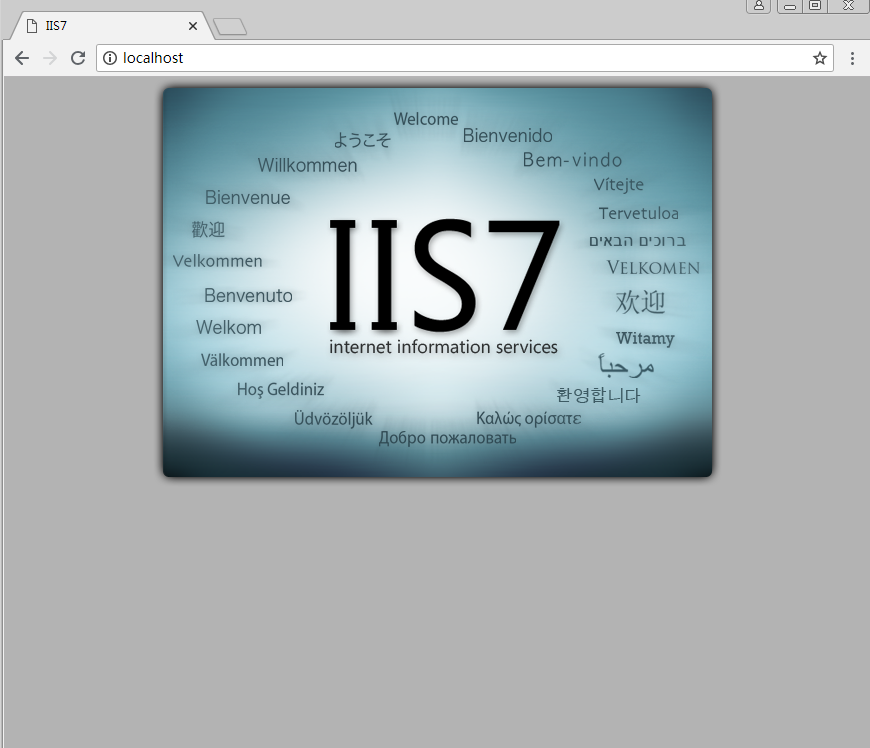 IIS7
localhost
Welcome
ようこそ
Bienvenido
Willkommen
Bem-vindo
Bienvenue
Vítejte
歡迎
Tervetuloa
ברוכים הבאים
Velkommen
VELKOMEN
Benvenuto
欢迎
Welkom
Witamy
Välkommen
مرحباً
Hoş Geldiniz
환영합니다
Üdvözöljük
Καλώς ορίσατε
Добро пожаловать
IIS7
internet information services